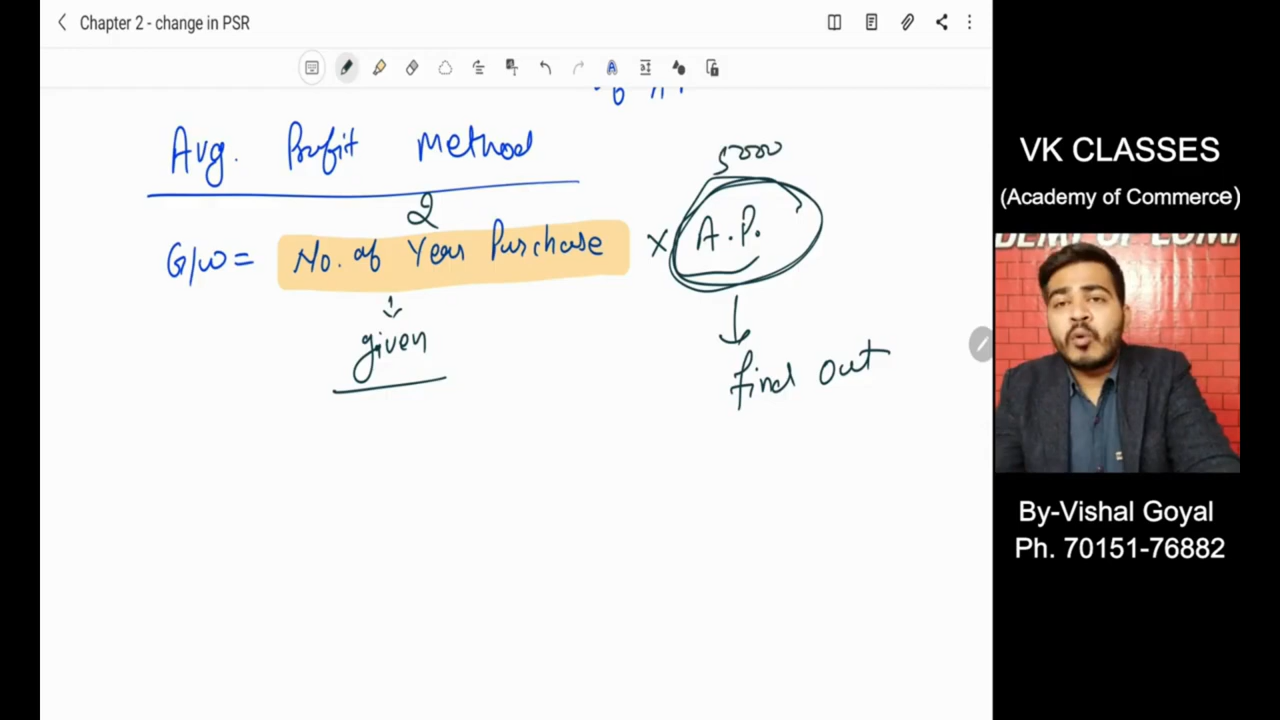 Chapter 2 - change in PSR
Avg. Profit Method
2
5000
G/w = No. of Year Purchase × A.P.
given
find out
VK CLASSES
(Academy of Commerce)
By-Vishal Goyal
Ph. 70151-76882